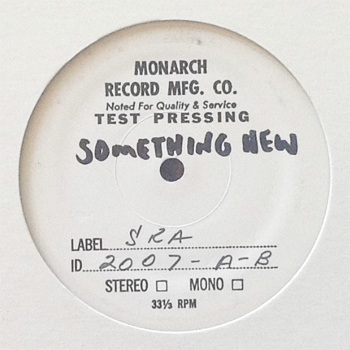 MONARCH
RECORD MFG. CO.
Noted For Quality & Service
TEST PRESSING
SOMETHING NEW
LABEL SRA
ID 2007-A-B
STEREO □ MONO □
33⅓ RPM